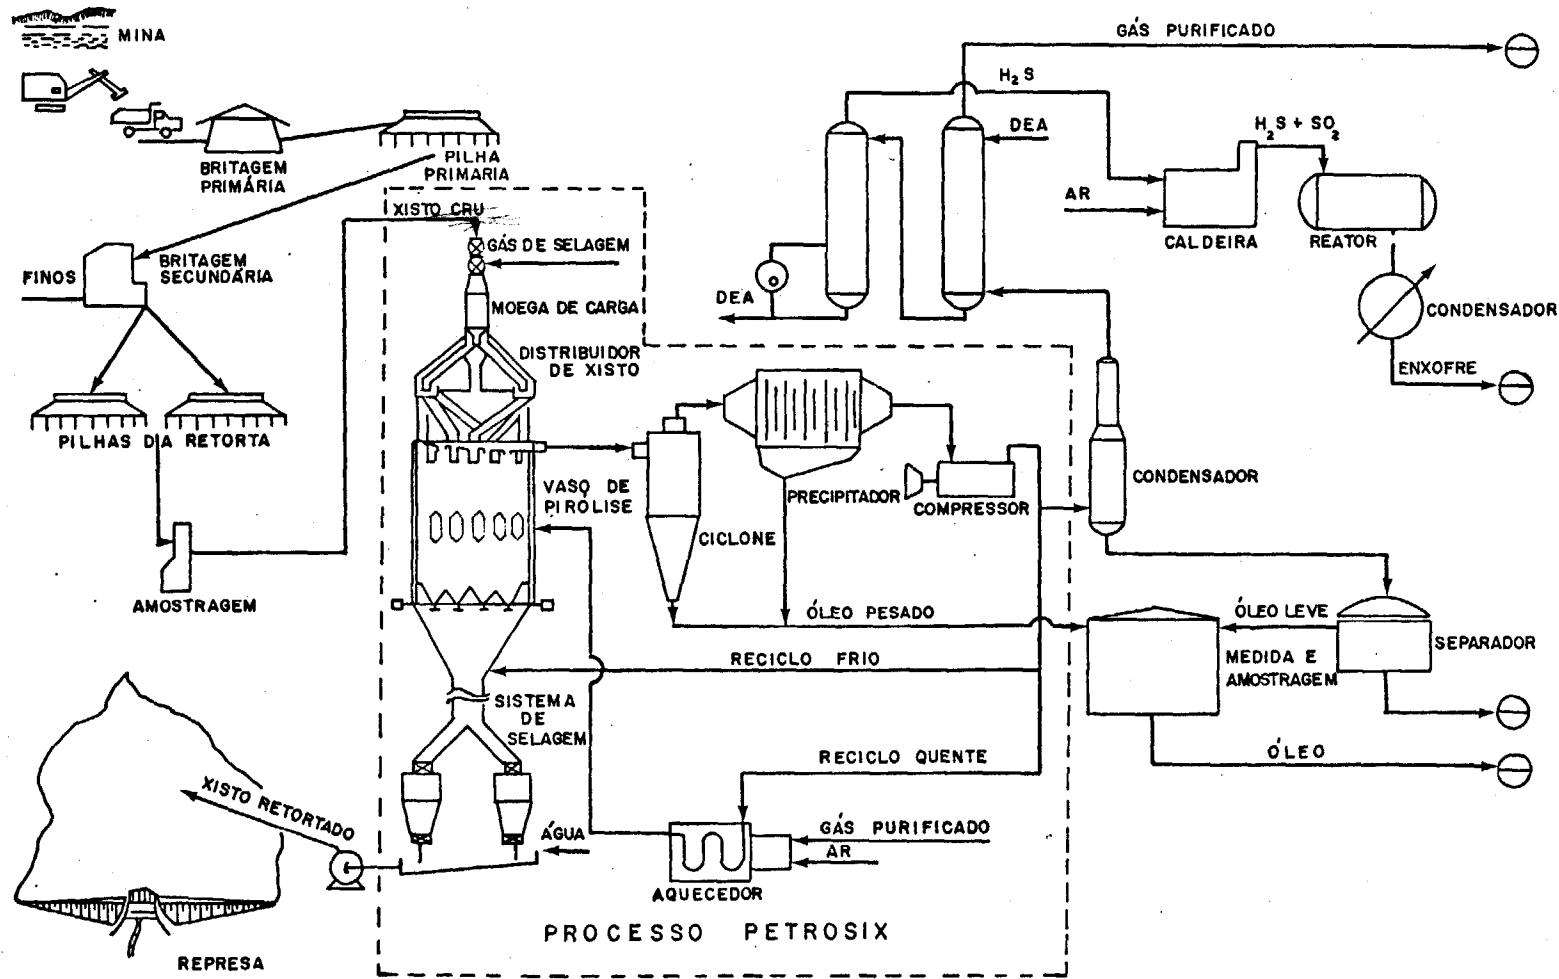 MINA
GÁS PURIFICADO
H₂S
DEA
H₂S + SO₂
BRITAGEM
PRIMÁRIA
PILHA
PRIMARIA
XISTO CRU
AR
CALDEIRA
REATOR
GÁS DE SELAGEM
BRITAGEM
SECUNDÁRIA
FINOS
MOEGA DE CARGA
DEA
CONDENSADOR
DISTRIBUIDOR
DE XISTO
ENXOFRE
PILHAS DA RETORTA
VASO DE
PIRÓLISE
PRECIPITADOR
COMPRESSOR
CONDENSADOR
CICLONE
AMOSTRAGEM
ÓLEO PESADO
ÓLEO LEVE
SEPARADOR
MEDIDA E
AMOSTRAGEM
RECICLO FRIO
SISTEMA
DE
SELAGEM
RECICLO QUENTE
ÓLEO
XISTO RETORTADO
ÁGUA
GÁS PURIFICADO
AR
AQUECEDOR
PROCESSO PETROSIX
REPRESA